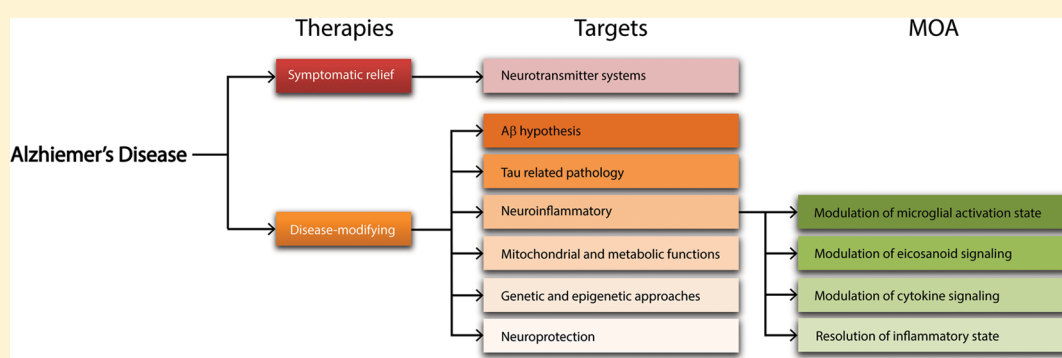 Therapies
Targets
MOA
Symptomatic relief
Neurotransmitter systems
Alzhiemer's Disease
Aβ hypothesis
Tau related pathology
Disease-modifying
Neuroinflammatory
Mitochondrial and metabolic functions
Genetic and epigenetic approaches
Neuroprotection
Modulation of microglial activation state
Modulation of eicosanoid signaling
Modulation of cytokine signaling
Resolution of inflammatory state